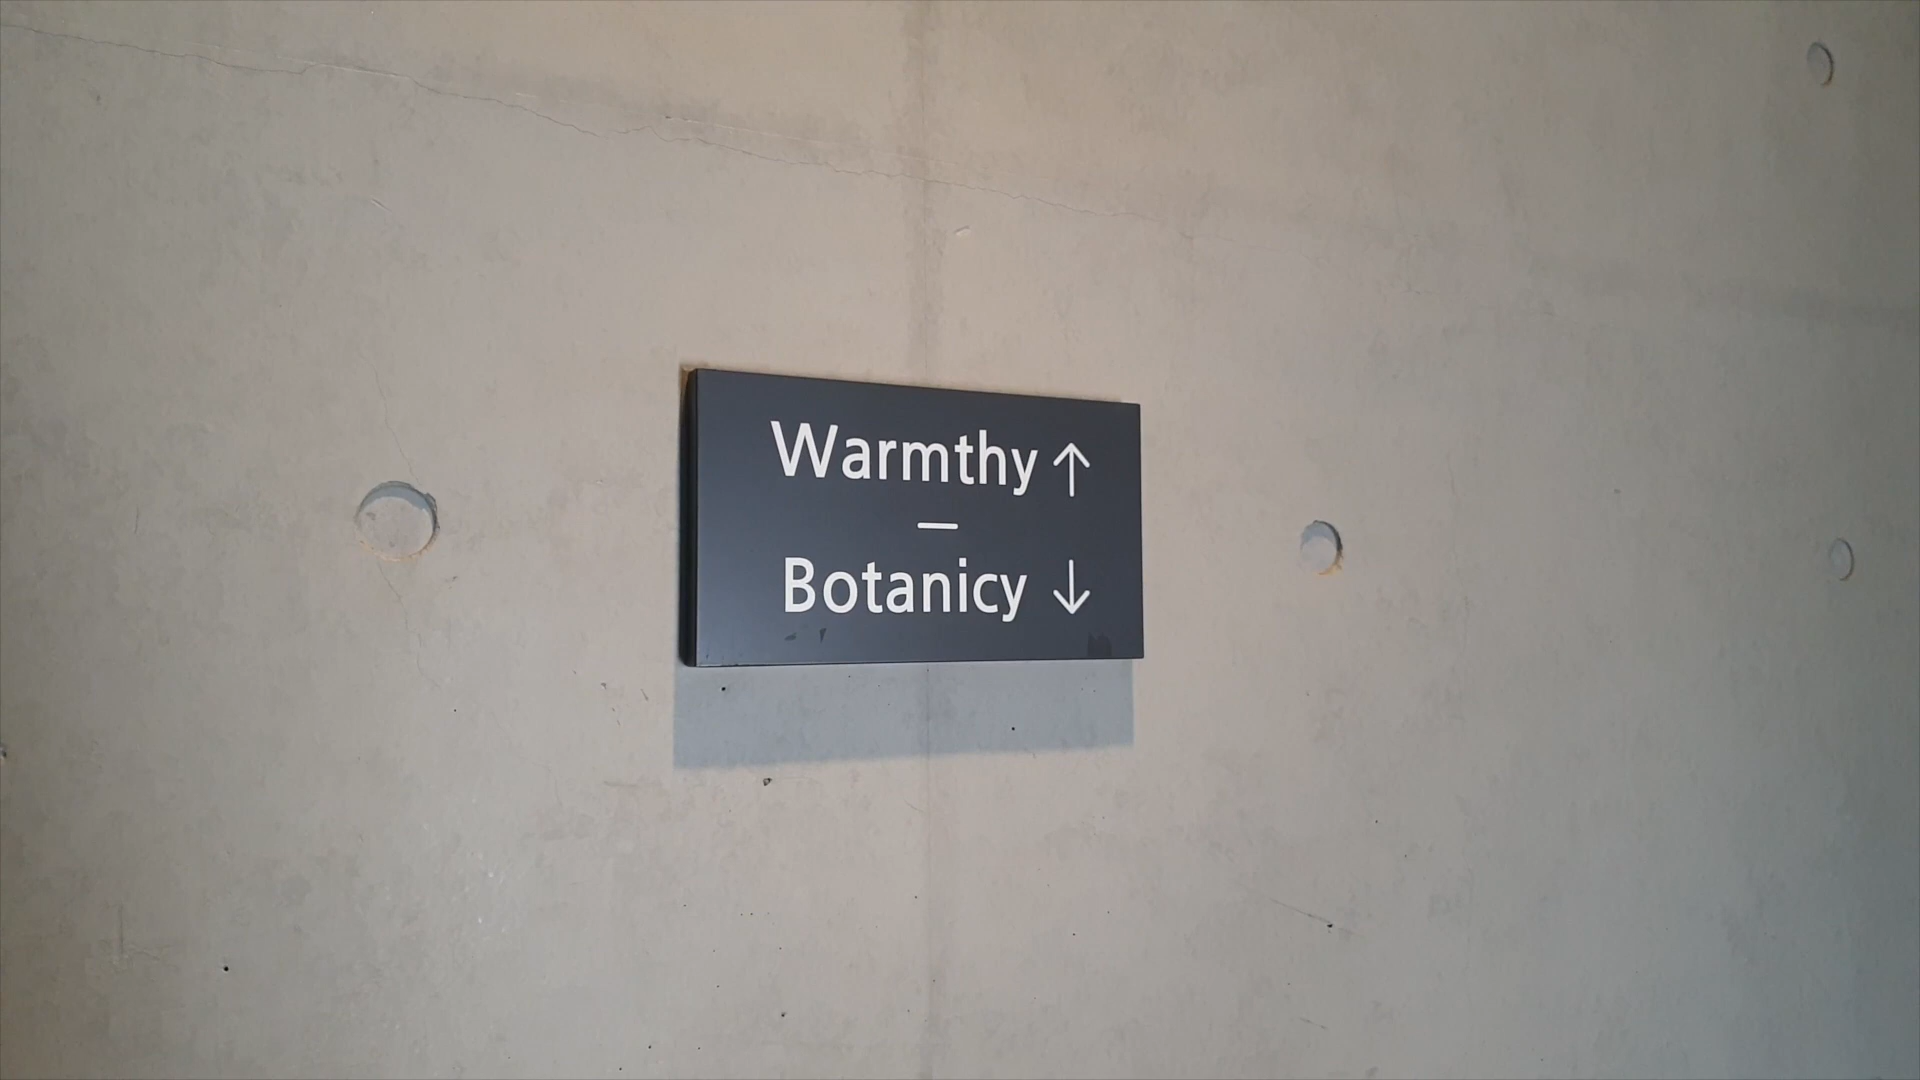 Warmthy ↑
—
Botanicy ↓